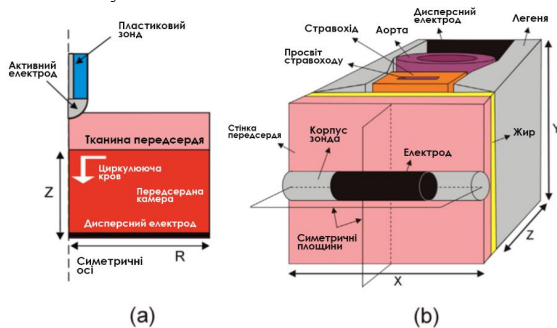 Пластиковий
зонд
Активний
електрод
Тканина передсердя
Циркулююча
кров
Передсердна
камера
Дисперсний електрод
Z
R
Симетричні
осі
(a)
Дисперсний
електрод
Стравохід
Аорта
Легеня
Просвіт
стравоходу
Стінка
передсердя
Корпус
зонда
Електрод
Жир
Симетричні
площини
X
Y
Z
(b)